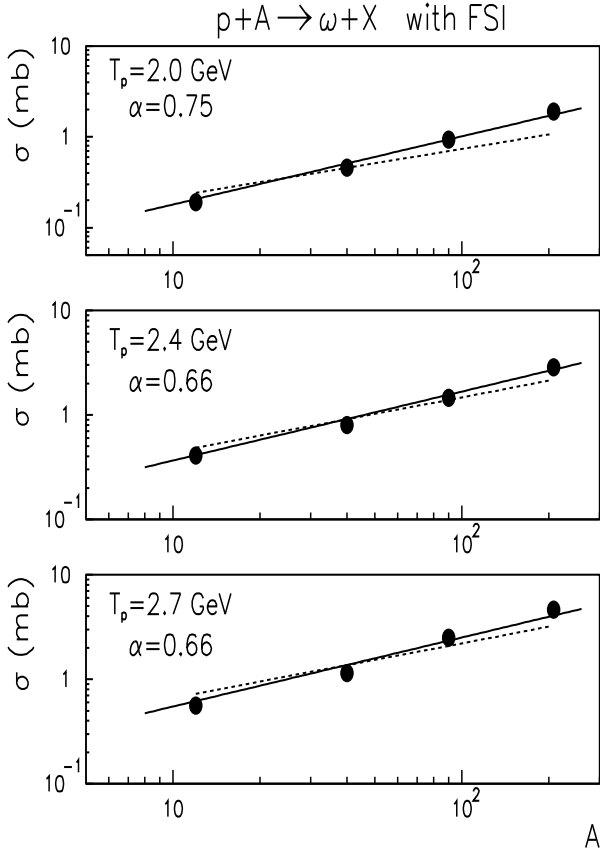 p+A→ω+X with FSI
10
T_p=2.0 GeV
α=0.75
σ (mb)
1
10^-1
10 10^2
10
T_p=2.4 GeV
α=0.66
σ (mb)
1
10^-1
10 10^2
10
T_p=2.7 GeV
α=0.66
σ (mb)
1
10^-1
10 10^2
A